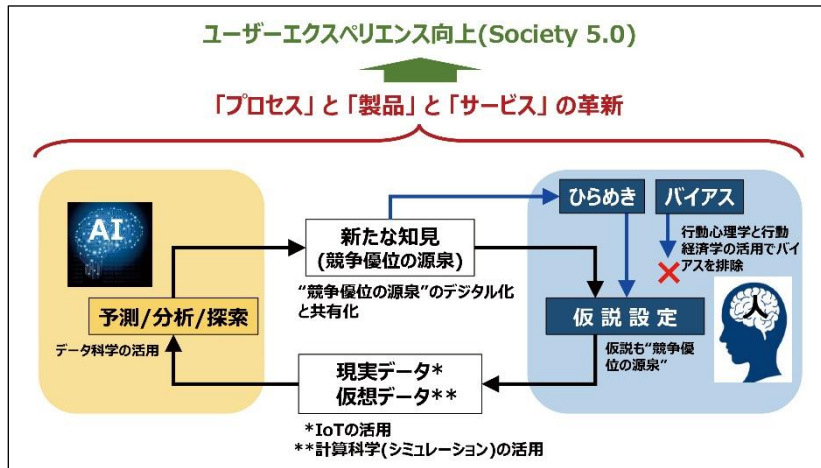 ユーザーエクスペリエンス向上(Society 5.0)
「プロセス」と「製品」と「サービス」の革新
AI
予測/分析/探索
データ科学の活用
新たな知見
(競争優位の源泉)
“競争優位の源泉”のデジタル化
と共有化
現実データ*
仮想データ**
*IoTの活用
**計算科学(シミュレーション)の活用
ひらめき
バイアス
行動心理学と行動
経済学の活用でバイ
アスを排除
仮説設定
仮説も“競争優
位の源泉”
人